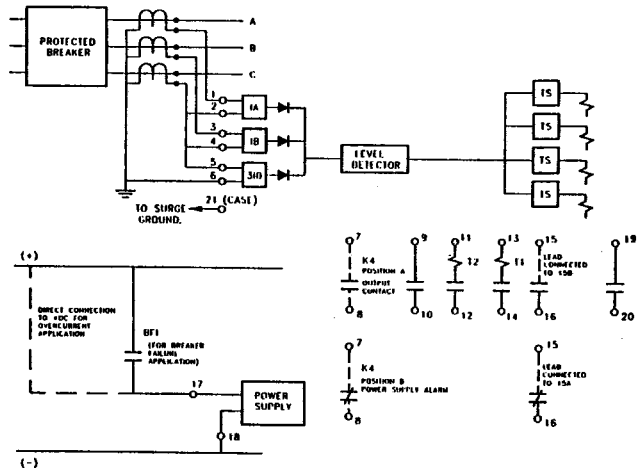 A
PROTECTED
BREAKER
B
C
1
2
IA
3
4
IB
5
6
3I0
LEVEL
DETECTOR
TS
TS
TS
TS
21 (CASE)
TO SURGE
GROUND.
(+)
DIRECT CONNECTION
TO +DC FOR
OVERCURRENT
APPLICATION
BFI
(FOR BREAKER
FAILURE
APPLICATION)
17
POWER
SUPPLY
18
(-)
7
K4
POSITION A
OUTPUT
CONTACT
8
9
10
11
T2
12
13
T1
14
15
LEAD
CONNECTED
TO 15B
16
19
20
7
K4
POSITION B
POWER SUPPLY ALARM
8
15
LEAD
CONNECTED
TO 15A
16